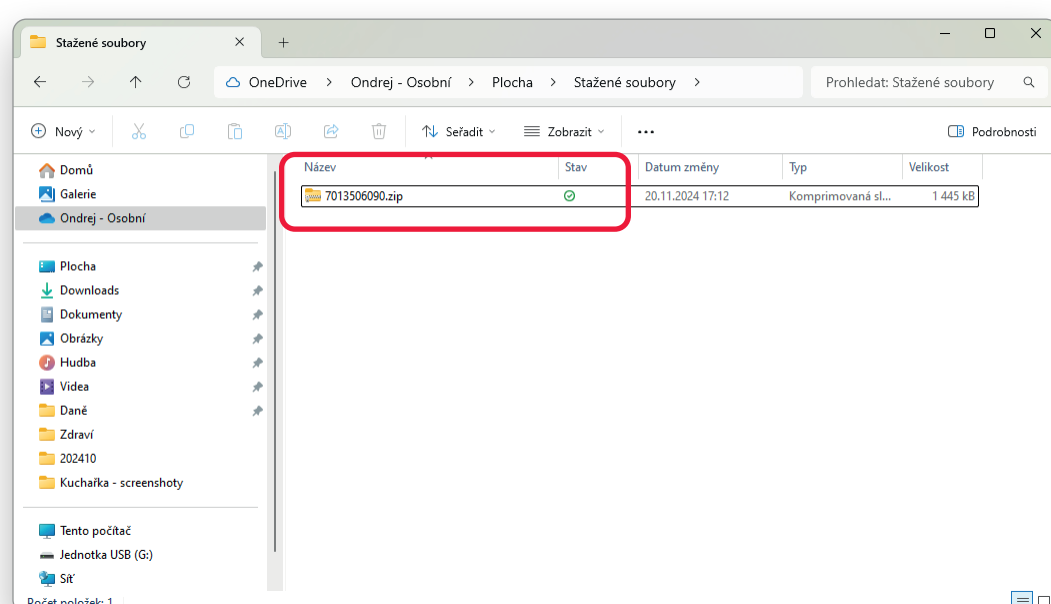 Stažené soubory
OneDrive > Ondrej - Osobní > Plocha > Stažené soubory >
Prohledat: Stažené soubory
Nový
Seřadit
Zobrazit
Podrobnosti
Název Stav Datum změny Typ Velikost
7013506090.zip 20.11.2024 17:12 Komprimovaná sl... 1 445 kB
Domů
Galerie
Ondrej - Osobní
Plocha
Downloads
Dokumenty
Obrázky
Hudba
Videa
Daně
Zdraví
202410
Kuchařka - screenshoty
Tento počítač
Jednotka USB (G:)
Síť
Počet položek: 1